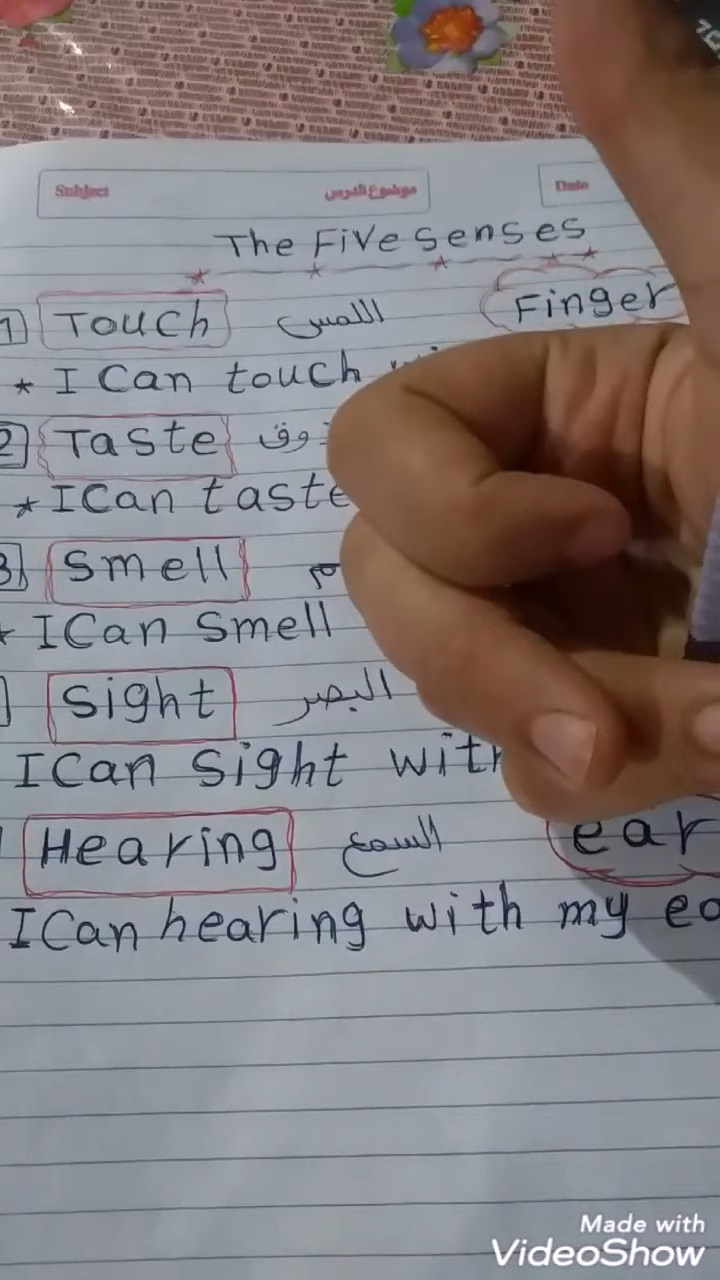 Subject موضوع الدرس Date
The Five Senses
1 Touch اللمس Finger
* I Can touch
2 Taste
* I Can taste
3 Smell
* I Can Smell
Sight البصر
I Can Sight with
Hearing السمع ear
I Can hearing with my
Made with
VideoShow